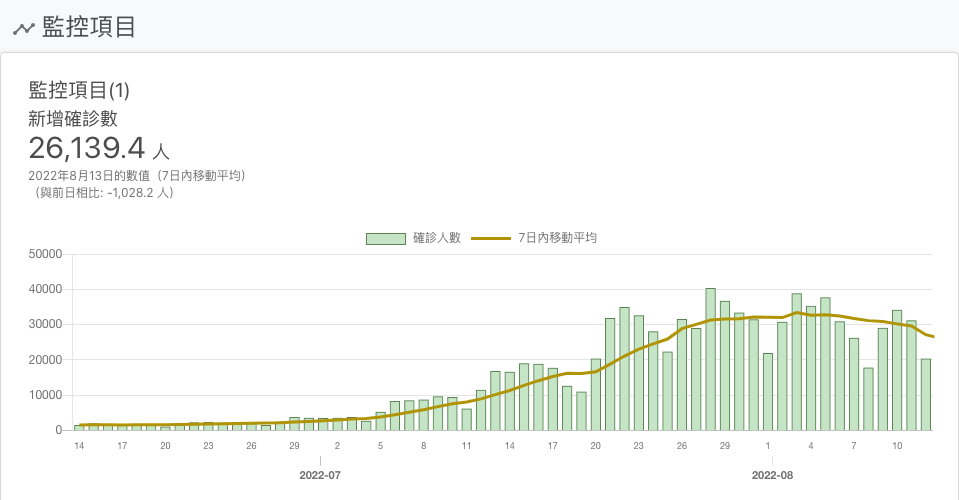 監控項目
監控項目(1)
新增確診數
26,139.4 人
2022年8月13日的數值（7日內移動平均）
（與前日相比: -1,028.2 人）
確診人數 7日內移動平均
50000
40000
30000
20000
10000
0
14 17 20 23 26 29 2 5 8 11 14 17 20 23 26 29 1 4 7 10
2022-07 2022-08